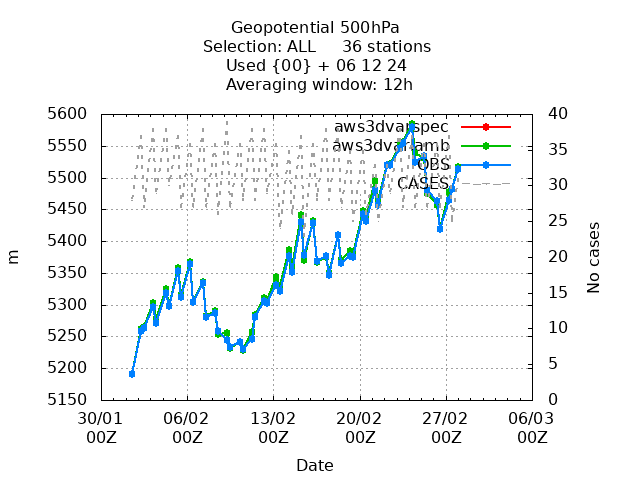 Geopotential 500hPa
Selection: ALL 36 stations
Used {00} + 06 12 24
Averaging window: 12h
5600
5550
5500
5450
5400
5350
5300
5250
5200
5150
m
40
35
30
25
20
15
10
5
0
No cases
aws3dvarspec
aws3dvar-lamb
OBS
CASES
30/01 06/02 13/02 20/02 27/02 06/03
00Z 00Z 00Z 00Z 00Z 00Z
Date